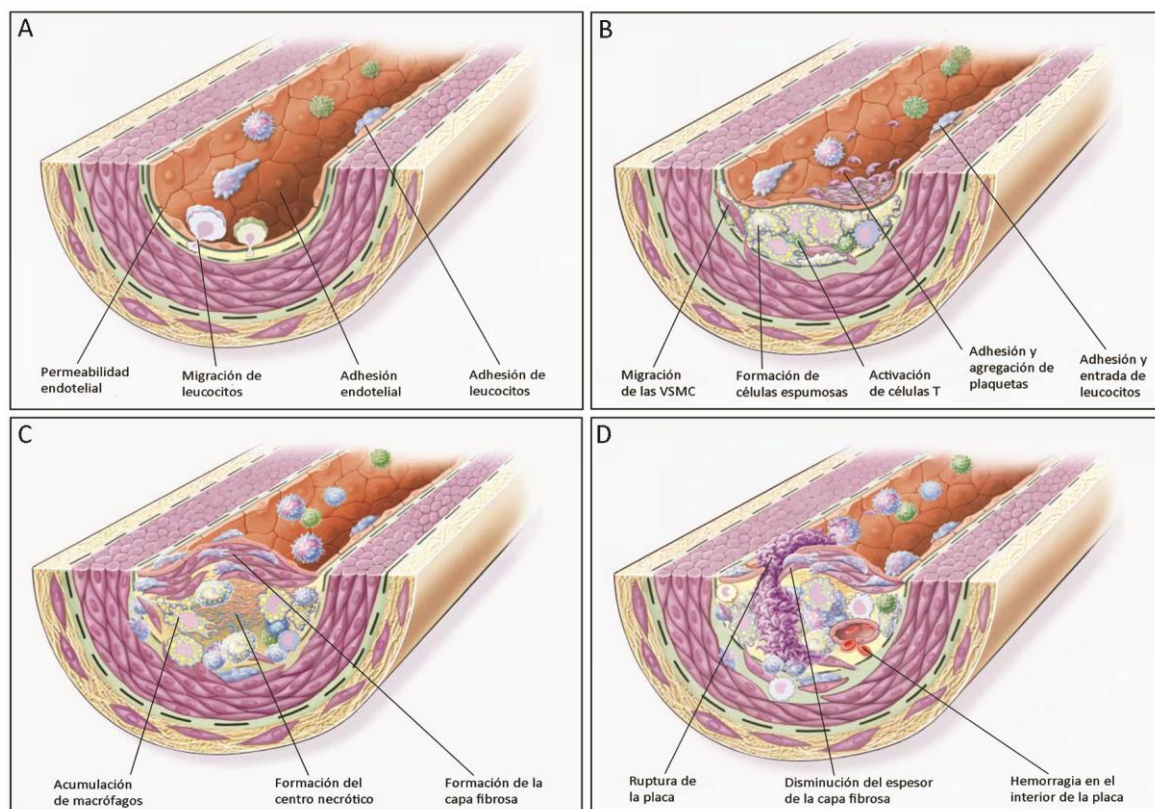 A
Permeabilidad
endotelial
Migración de
leucocitos
Adhesión
endotelial
Adhesión de
leucocitos
B
Migración
de las VSMC
Formación de
células espumosas
Activación
de células T
Adhesión y
agregación de
plaquetas
Adhesión y
entrada de
leucocitos
C
Acumulación
de macrófagos
Formación del
centro necrótico
Formación de la
capa fibrosa
D
Ruptura de
la placa
Disminución del espesor
de la capa fibrosa
Hemorragia en el
interior de la placa